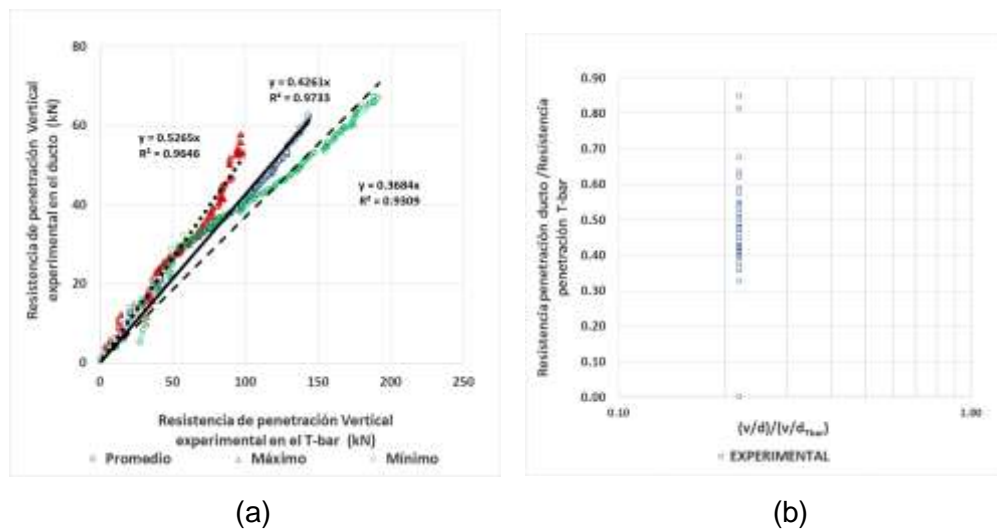 Resistencia de penetración Vertical
experimental en el ducto (kN)
80
60
40
20
0
0 50 100 150 200 250
y = 0.5265x
R² = 0.9646
y = 0.4261x
R² = 0.9733
y = 0.3684x
R² = 0.9309
Resistencia de penetración Vertical
experimental en el T-bar (kN)
Promedio Máximo Mínimo
(a)
Resistencia penetración ducto /Resistencia
penetración T-bar
0.90
0.80
0.70
0.60
0.50
0.40
0.30
0.20
0.10
0.00
0.10 1.00
(v/d)/(v/d_Tbar)
EXPERIMENTAL
(b)